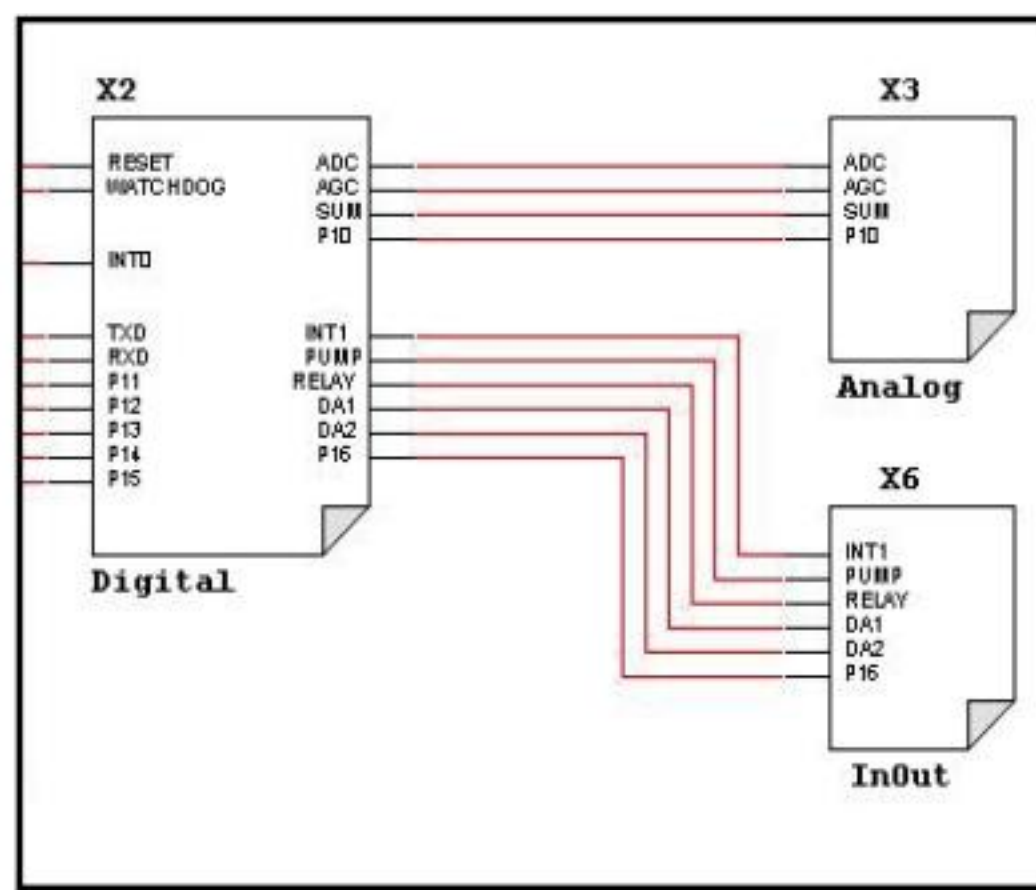 X2
RESET
WATCHDOG
INT0
TXD
RXD
P11
P12
P13
P14
P15
ADC
AGC
SUM
P10
INT1
PUMP
RELAY
DA1
DA2
P16
Digital
X3
ADC
AGC
SUM
P10
Analog
X6
INT1
PUMP
RELAY
DA1
DA2
P16
InOut